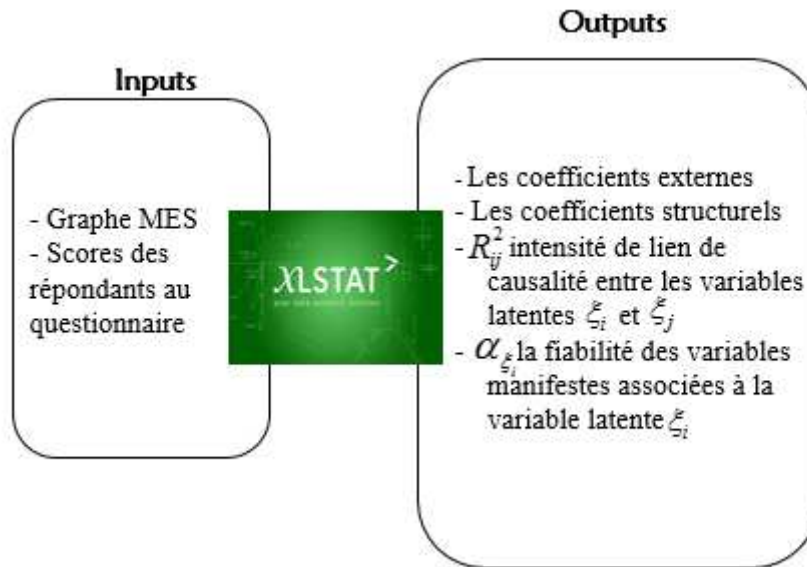 Inputs
- Graphe MES
- Scores des
répondants au
questionnaire
XLSTAT
Outputs
- Les coefficients externes
- Les coefficients structurels
- R²ij intensité de lien de
causalité entre les variables
latentes ξi et ξj
- αξi la fiabilité des variables
manifestes associées à la
variable latente ξi